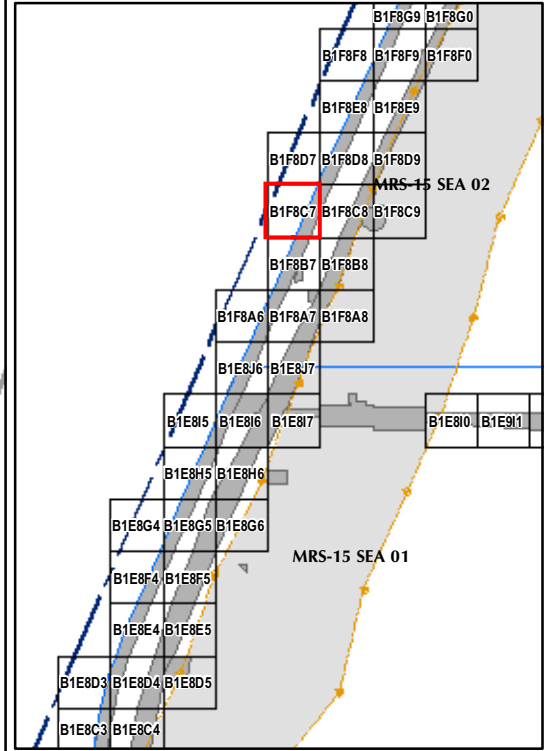 B1F8G9 B1F8G0
B1F8F8 B1F8F9 B1F8F0
B1F8E8 B1F8E9
B1F8D7 B1F8D8 B1F8D9
MRS-15 SEA 02
B1F8C7 B1F8C8 B1F8C9
B1F8B7 B1F8B8
B1F8A6 B1F8A7 B1F8A8
B1E8J6 B1E8J7
B1E8I5 B1E8I6 B1E8I7 B1E8I0 B1E9I1
B1E8H5 B1E8H6
B1E8G4 B1E8G5 B1E8G6
MRS-15 SEA 01
B1E8F4 B1E8F5
B1E8E4 B1E8E5
B1E8D3 B1E8D4 B1E8D5
B1E8C3 B1E8C4